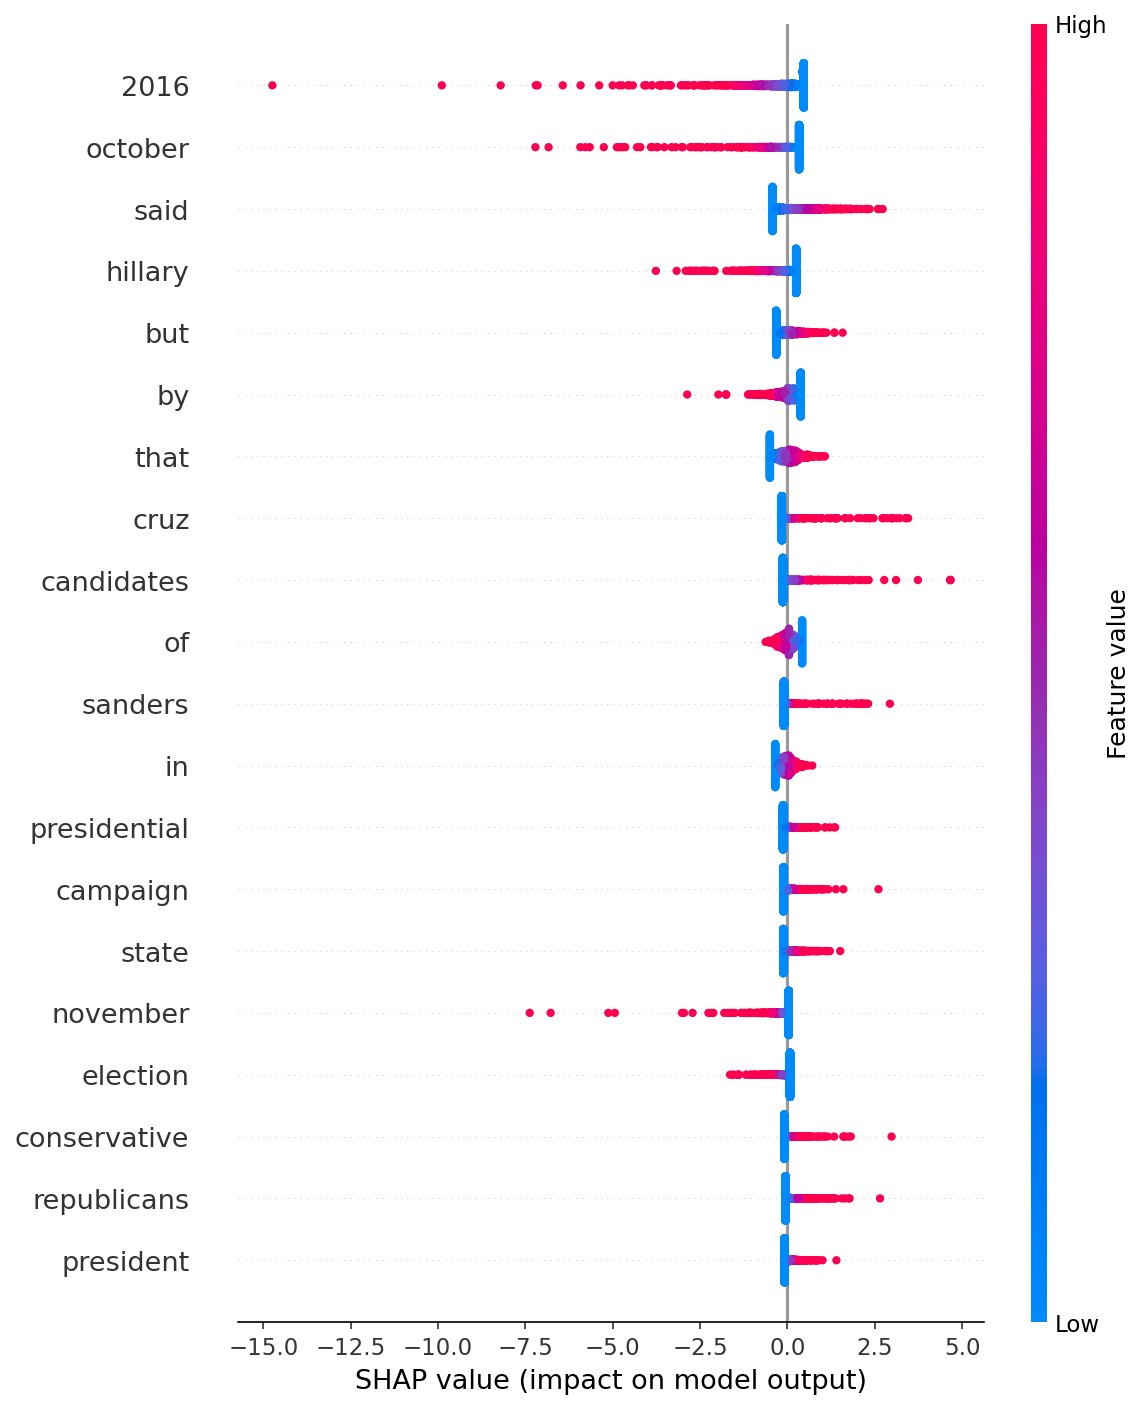 High
2016
october
said
hillary
but
by
that
cruz
candidates
of
sanders
in
presidential
campaign
state
november
election
conservative
republicans
president
Feature value
Low
−15.0 −12.5 −10.0 −7.5 −5.0 −2.5 0.0 2.5 5.0
SHAP value (impact on model output)